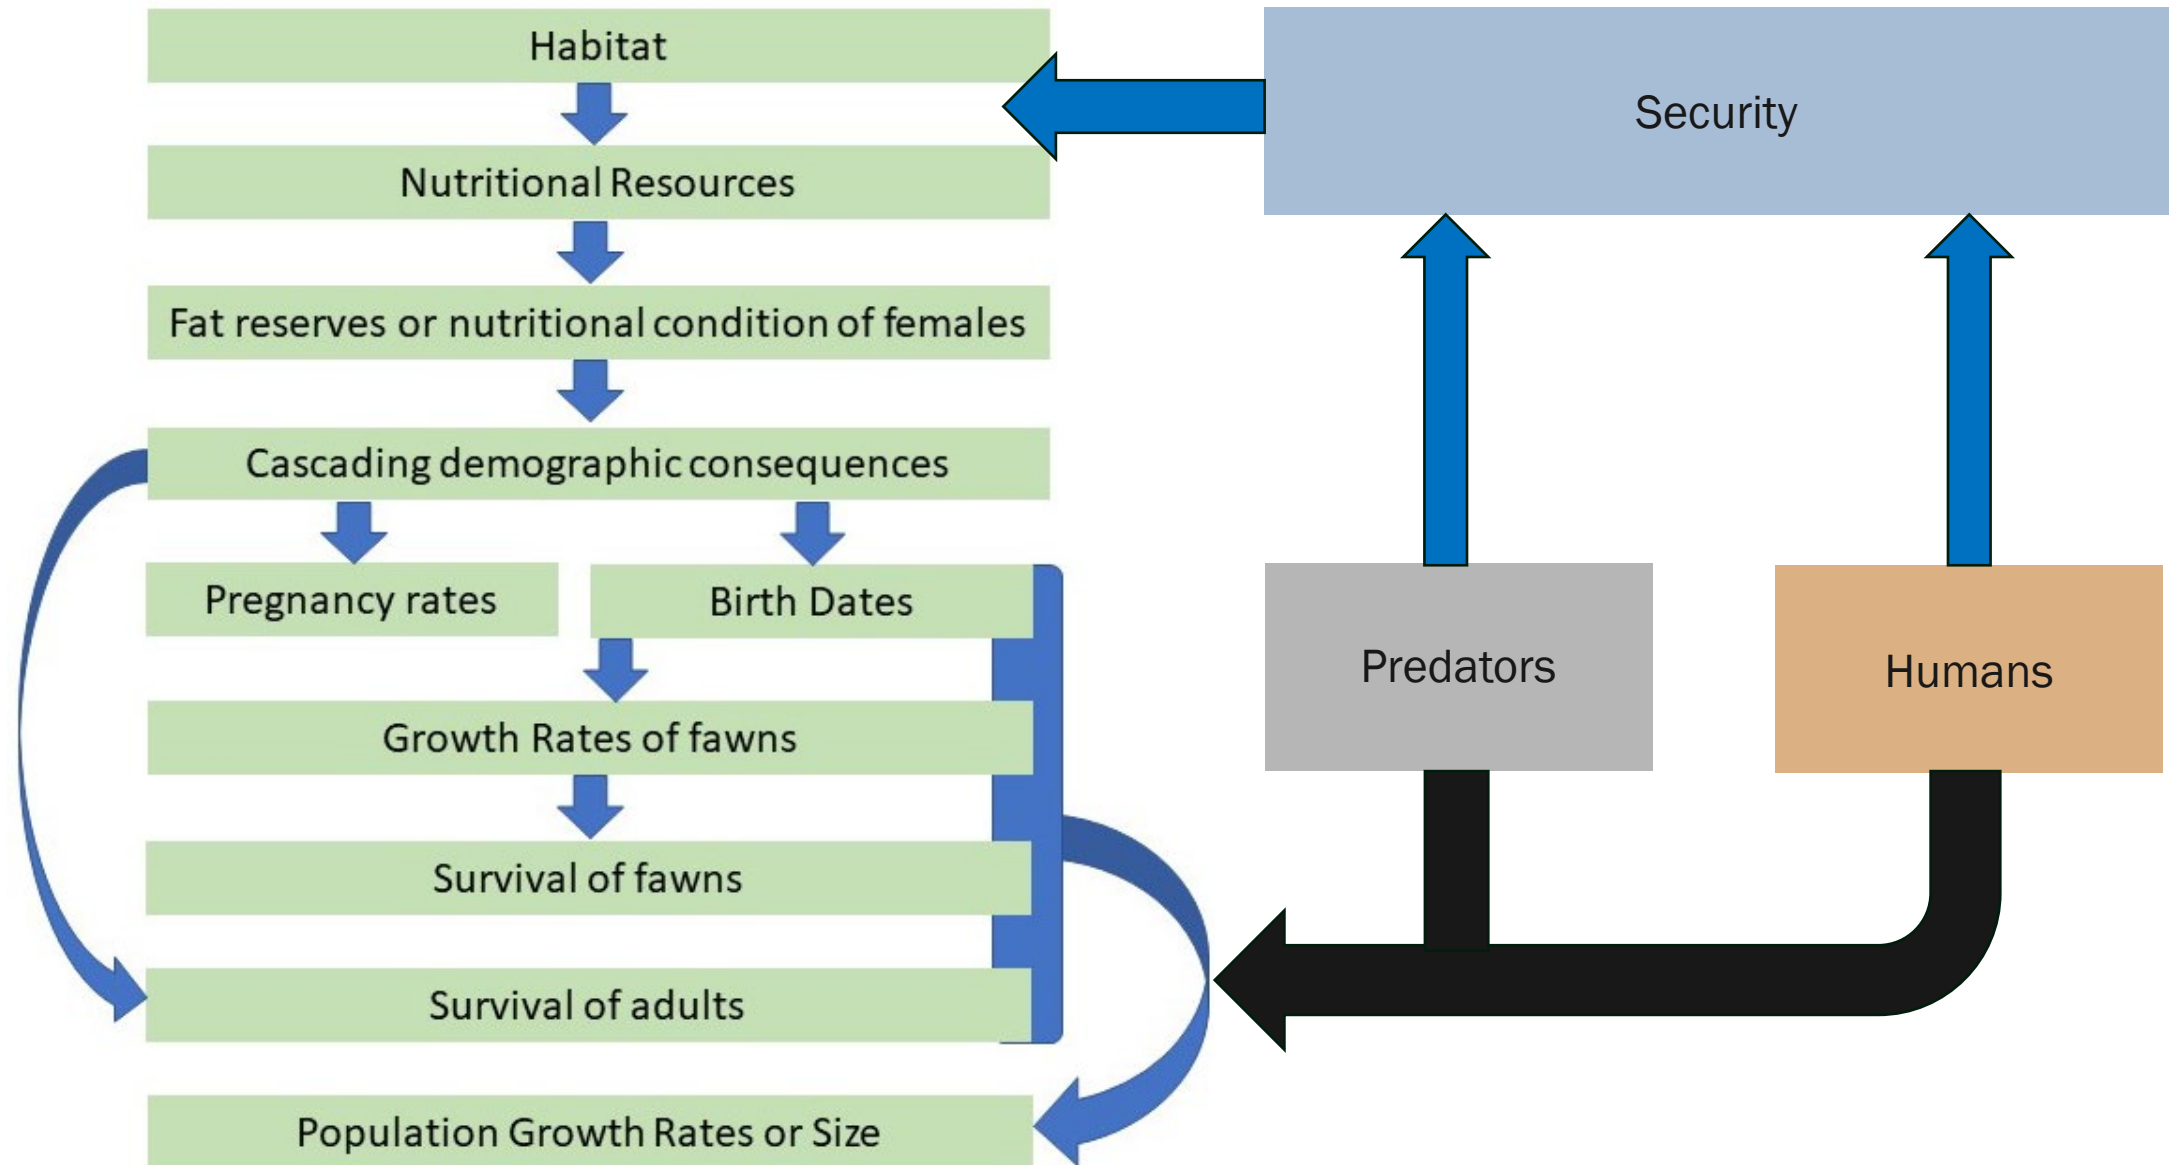 Habitat
Security
Nutritional Resources
Fat reserves or nutritional condition of females
Cascading demographic consequences
Pregnancy rates
Birth Dates
Predators
Humans
Growth Rates of fawns
Survival of fawns
Survival of adults
Population Growth Rates or Size